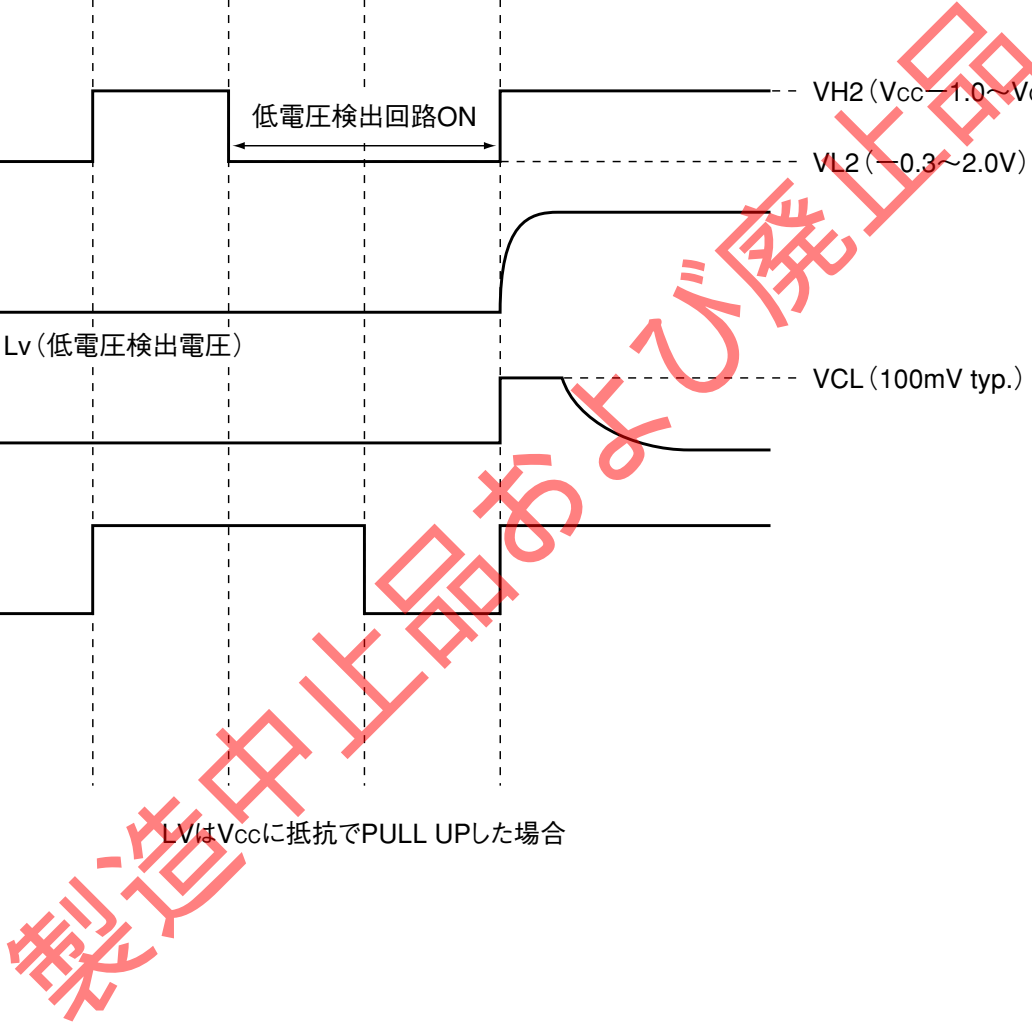 VH2（Vcc－1.0～Vc
低電圧検出回路ON
VL2（－0.3～2.0V）
Lv（低電圧検出電圧）
VCL（100mV typ.）
LVはVccに抵抗でPULL UPした場合
製造中止品および廃止品